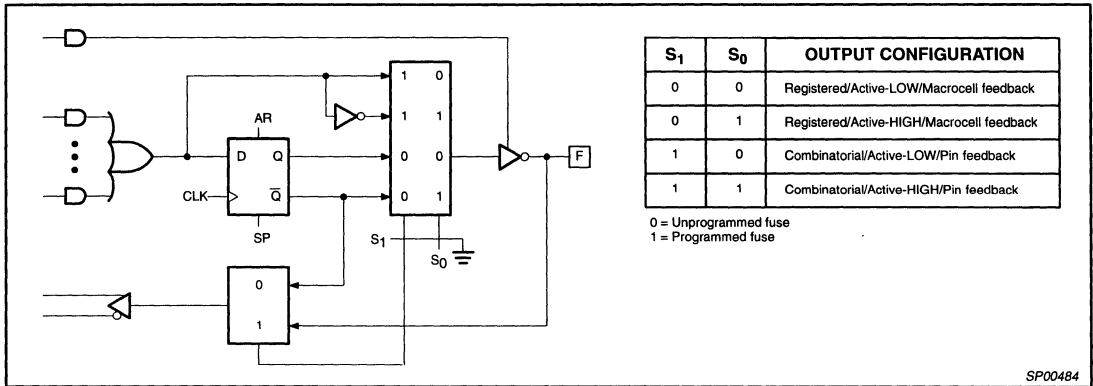 AR
D Q
CLK
Q
SP
1 0
1 1
0 0
0 1
S1
S0
F
0
1
S1 S0 OUTPUT CONFIGURATION
0 0 Registered/Active-LOW/Macrocell feedback
0 1 Registered/Active-HIGH/Macrocell feedback
1 0 Combinatorial/Active-LOW/Pin feedback
1 1 Combinatorial/Active-HIGH/Pin feedback
0 = Unprogrammed fuse
1 = Programmed fuse
SP00484